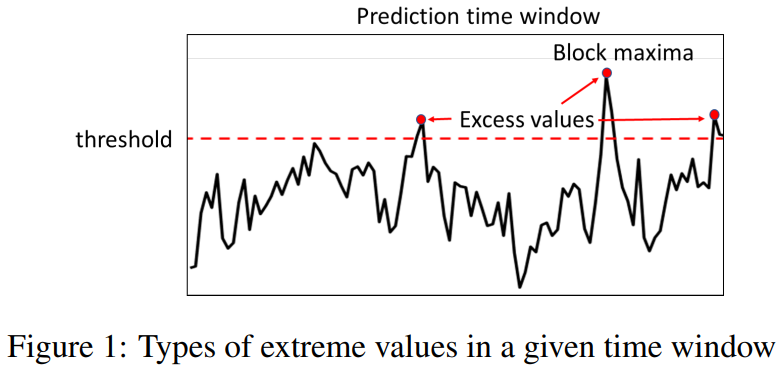 Prediction time window
Block maxima
Excess values
threshold
Figure 1: Types of extreme values in a given time window